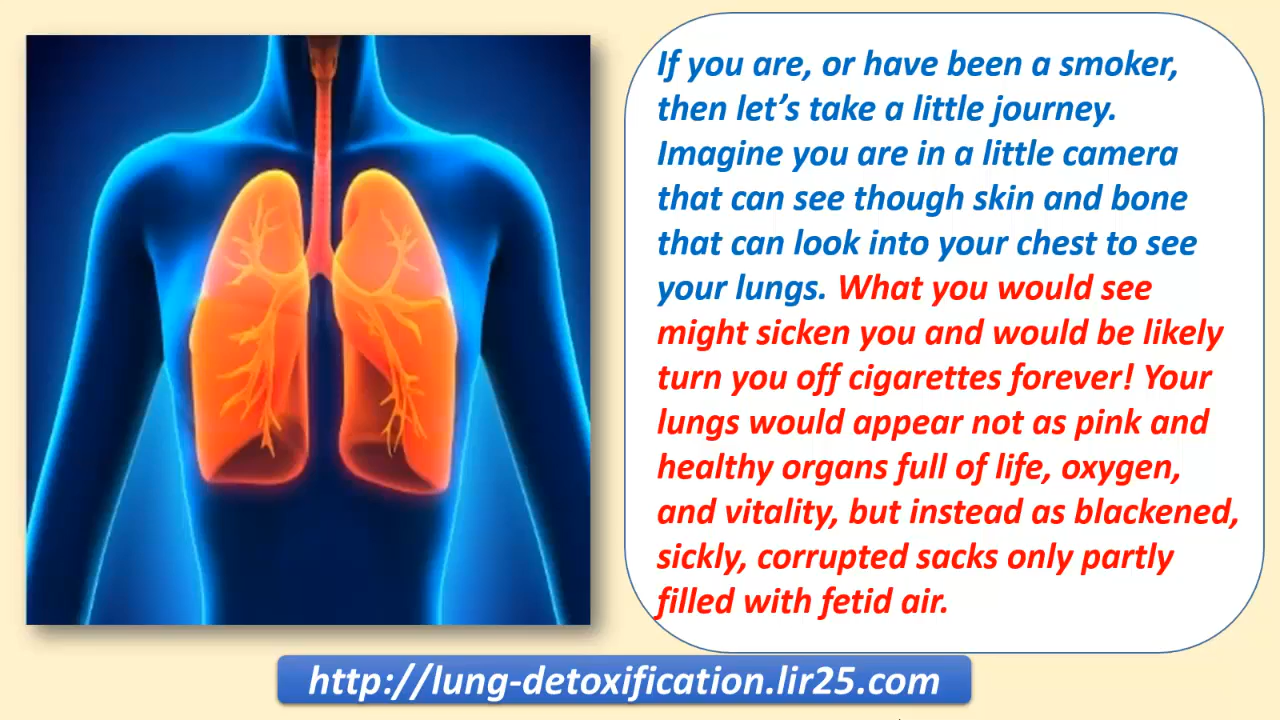 If you are, or have been a smoker,
then let’s take a little journey.
Imagine you are in a little camera
that can see though skin and bone
that can look into your chest to see
your lungs. What you would see
might sicken you and would be likely
turn you off cigarettes forever! Your
lungs would appear not as pink and
healthy organs full of life, oxygen,
and vitality, but instead as blackened,
sickly, corrupted sacks only partly
filled with fetid air.
http://lung-detoxification.lir25.com